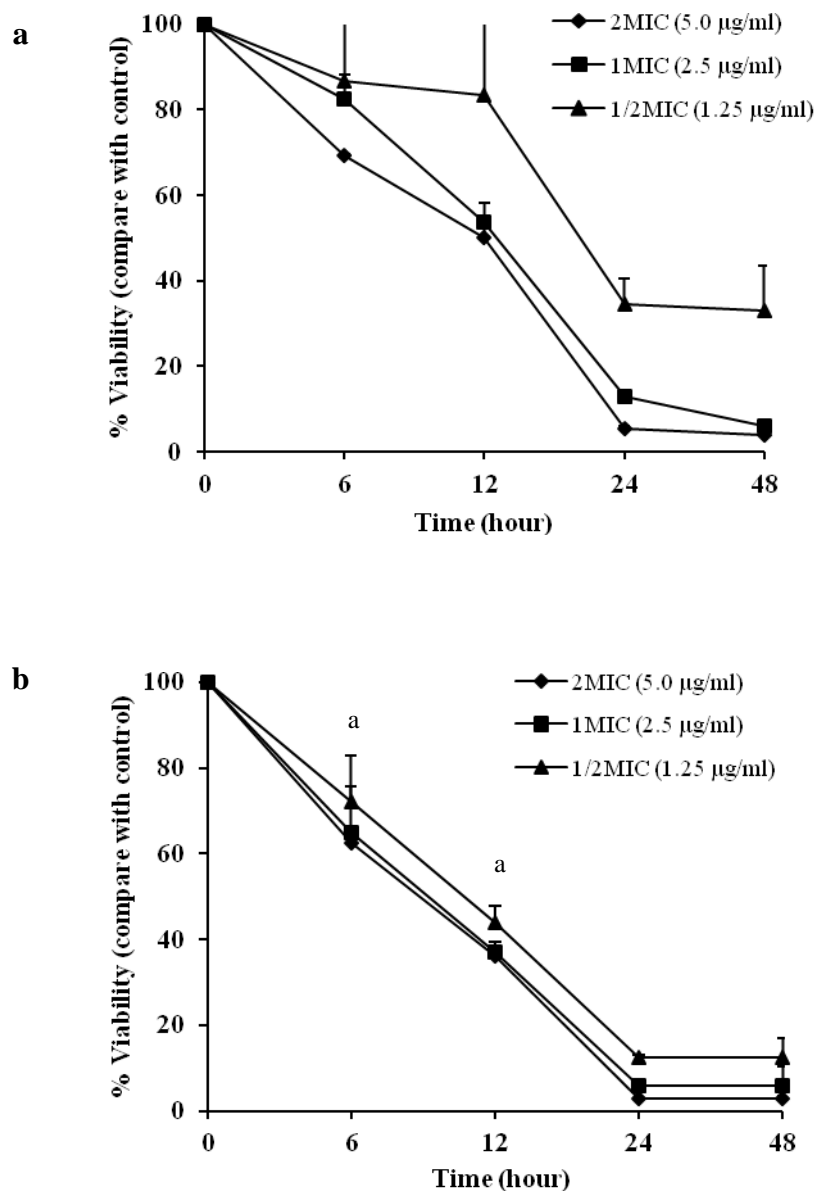 a
100
80
60
40
20
0
% Viability (compare with control)
2MIC (5.0 µg/ml)
1MIC (2.5 µg/ml)
1/2MIC (1.25 µg/ml)
0 6 12 24 48
Time (hour)
b
100
80
60
40
20
0
% Viability (compare with control)
2MIC (5.0 µg/ml)
1MIC (2.5 µg/ml)
1/2MIC (1.25 µg/ml)
a
a
0 6 12 24 48
Time (hour)